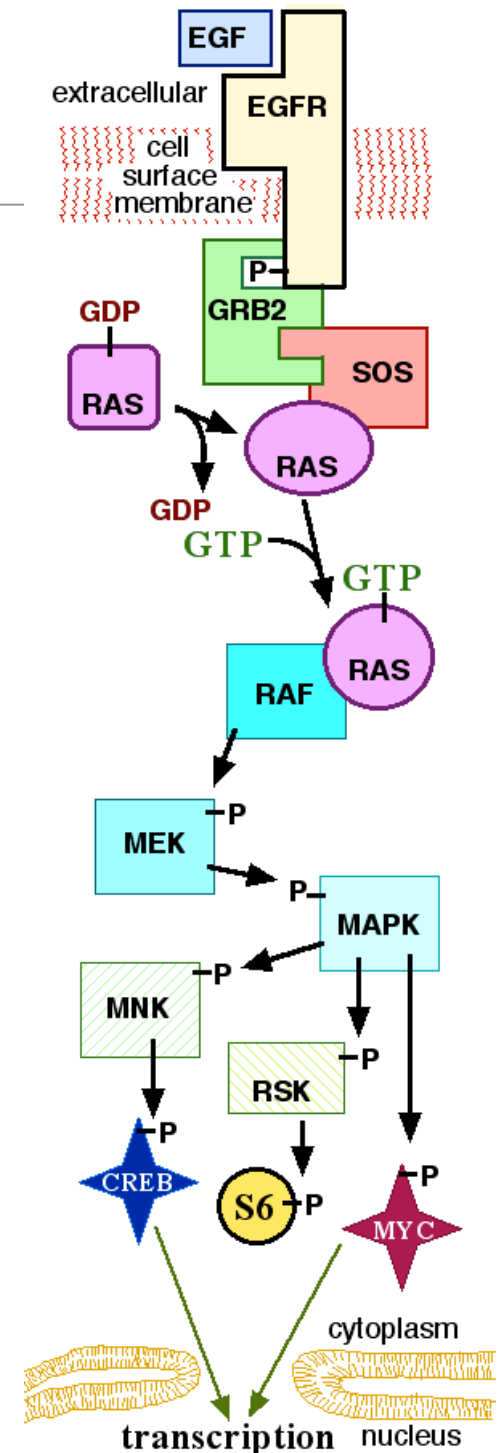 EGF
extracellular
EGFR
cell
surface
membrane
P
GRB2
GDP
RAS
SOS
RAS
GDP
GTP
GTP
RAS
RAF
P
MEK
P
MAPK
P
MNK
P
RSK
P
CREB
S6
P
P
MYC
cytoplasm
transcription
nucleus